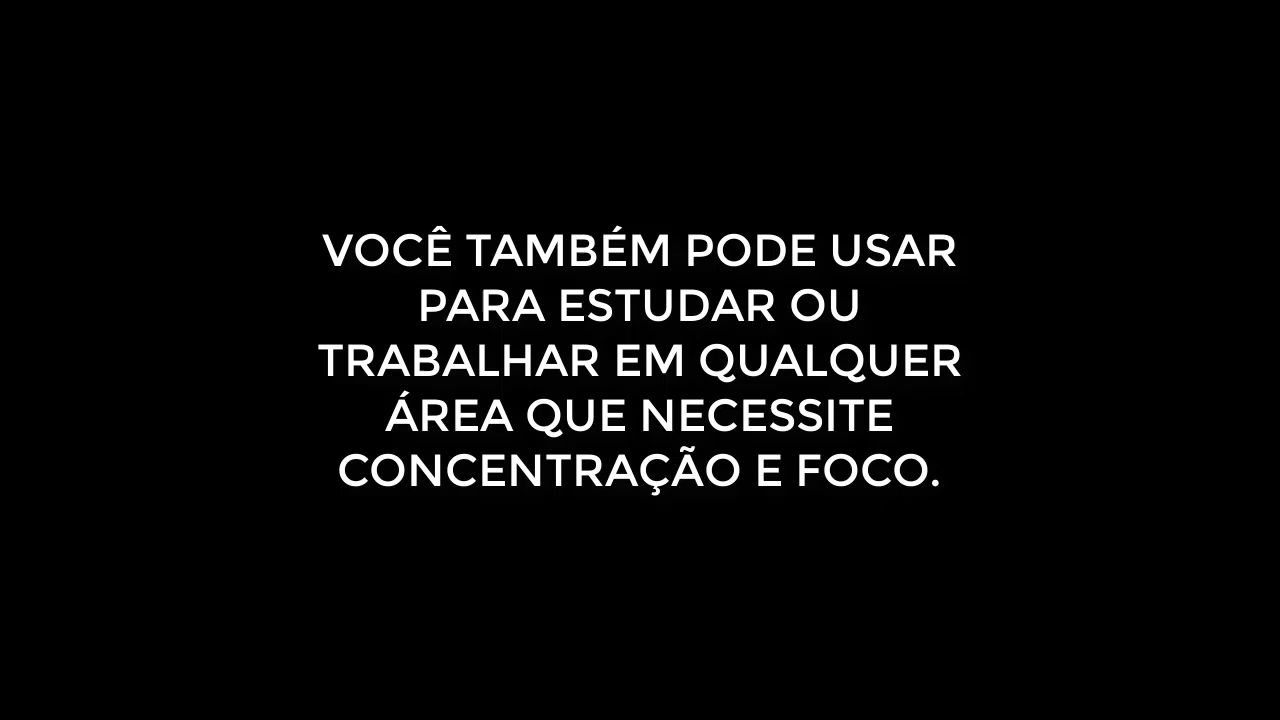 VOCÊ TAMBÉM PODE USAR
PARA ESTUDAR OU
TRABALHAR EM QUALQUER
ÁREA QUE NECESSITE
CONCENTRAÇÃO E FOCO.